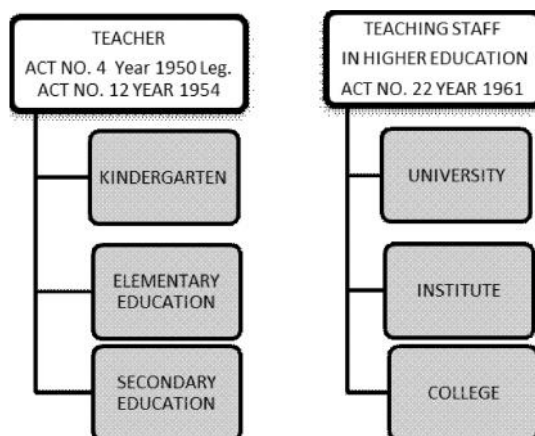 TEACHER
ACT NO. 4 Year 1950 Leg.
ACT NO. 12 YEAR 1954
KINDERGARTEN
ELEMENTARY
EDUCATION
SECONDARY
EDUCATION
TEACHING STAFF
IN HIGHER EDUCATION
ACT NO. 22 YEAR 1961
UNIVERSITY
INSTITUTE
COLLEGE